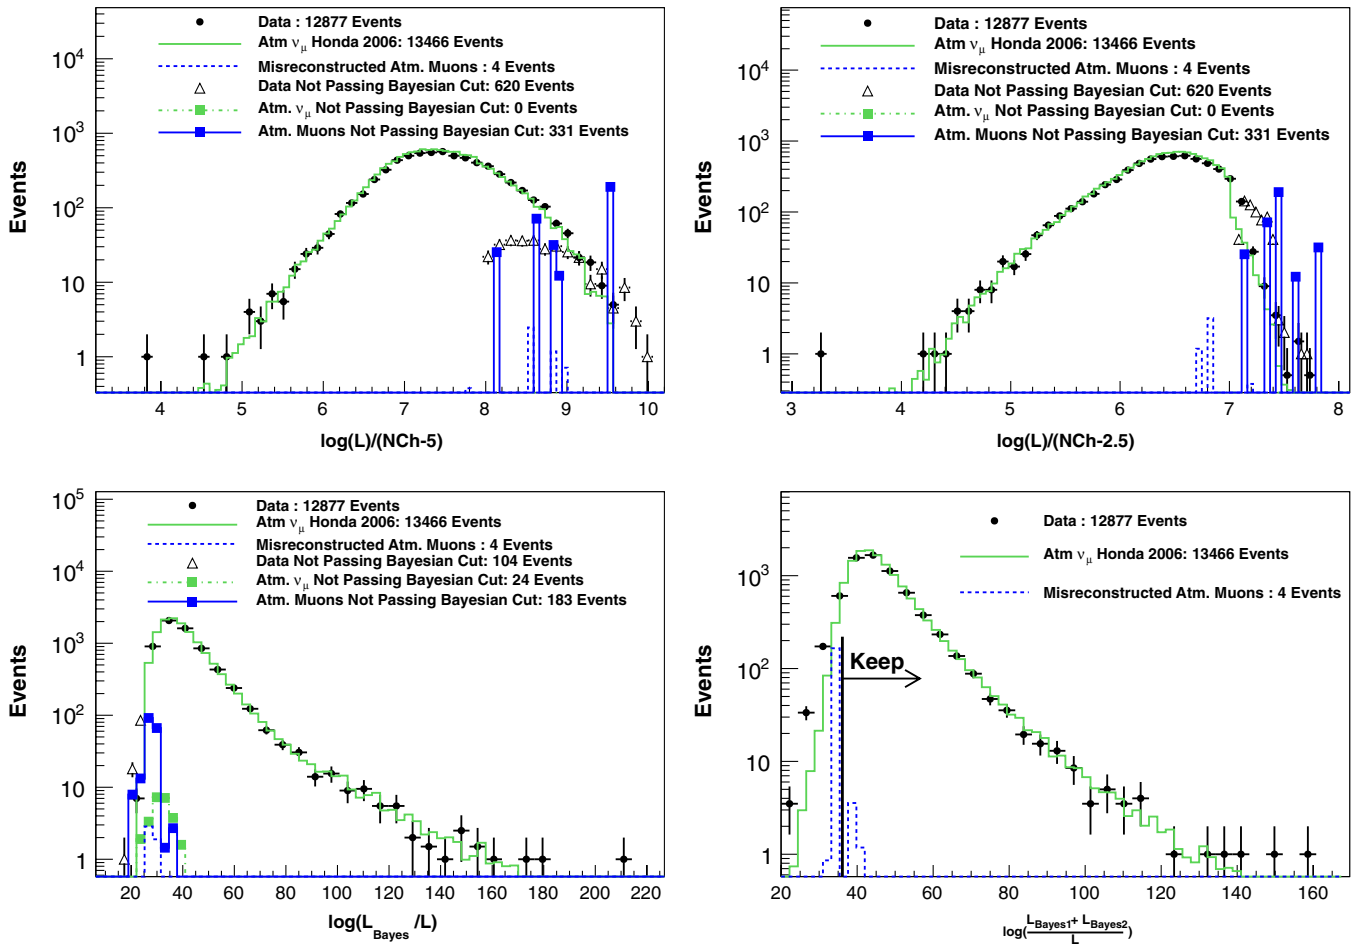 Data : 12877 Events
Atm νμ Honda 2006: 13466 Events
Misreconstructed Atm. Muons : 4 Events
Data Not Passing Bayesian Cut: 620 Events
Atm. νμ Not Passing Bayesian Cut: 0 Events
Atm. Muons Not Passing Bayesian Cut: 331 Events
10^4
10^3
10^2
10
1
Events
4 5 6 7 8 9 10
log(L)/(NCh-5)
Data : 12877 Events
Atm νμ Honda 2006: 13466 Events
Misreconstructed Atm. Muons : 4 Events
Data Not Passing Bayesian Cut: 620 Events
Atm. νμ Not Passing Bayesian Cut: 0 Events
Atm. Muons Not Passing Bayesian Cut: 331 Events
10^4
10^3
10^2
10
1
Events
3 4 5 6 7 8
log(L)/(NCh-2.5)
Data : 12877 Events
Atm νμ Honda 2006: 13466 Events
Misreconstructed Atm. Muons : 4 Events
Data Not Passing Bayesian Cut: 104 Events
Atm. νμ Not Passing Bayesian Cut: 24 Events
Atm. Muons Not Passing Bayesian Cut: 183 Events
10^5
10^4
10^3
10^2
10
1
Events
20 40 60 80 100 120 140 160 180 200 220
log(L_Bayes /L)
Data : 12877 Events
Atm νμ Honda 2006: 13466 Events
Misreconstructed Atm. Muons : 4 Events
Keep
10^3
10^2
10
1
Events
20 40 60 80 100 120 140 160
log((L_Bayes1 + L_Bayes2)/L)